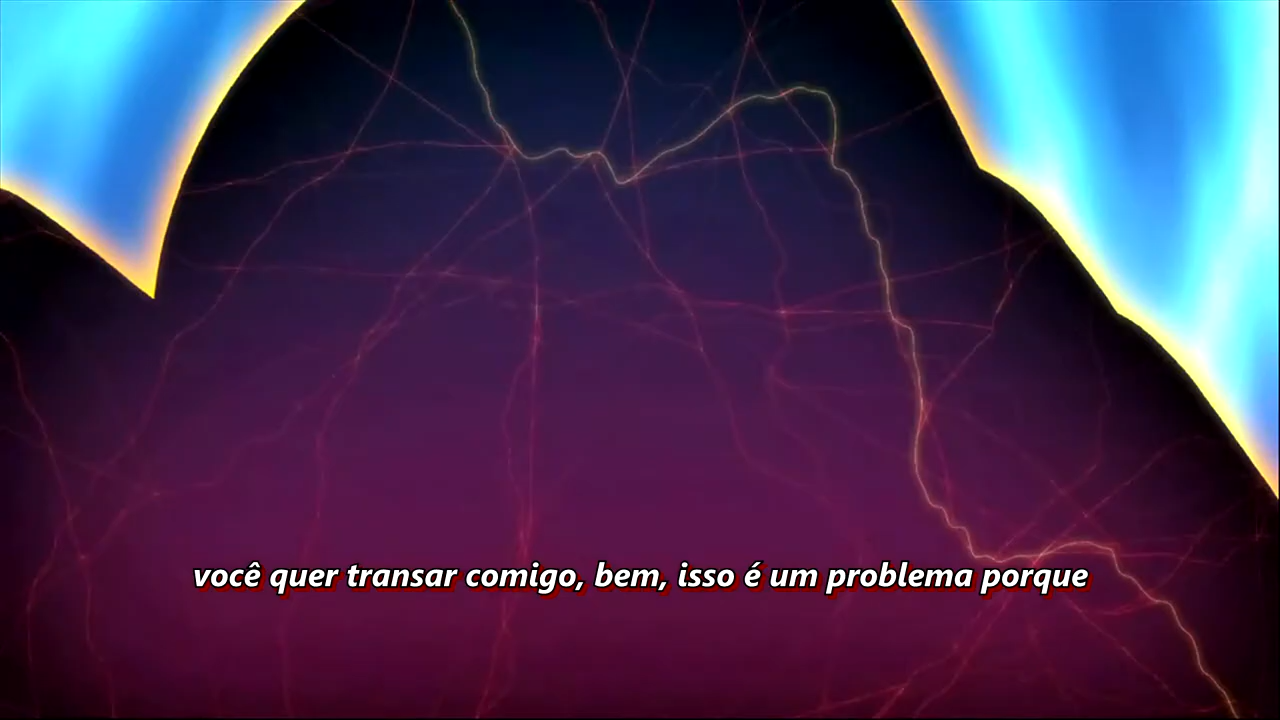 você quer transar comigo, bem, isso é um problema porque